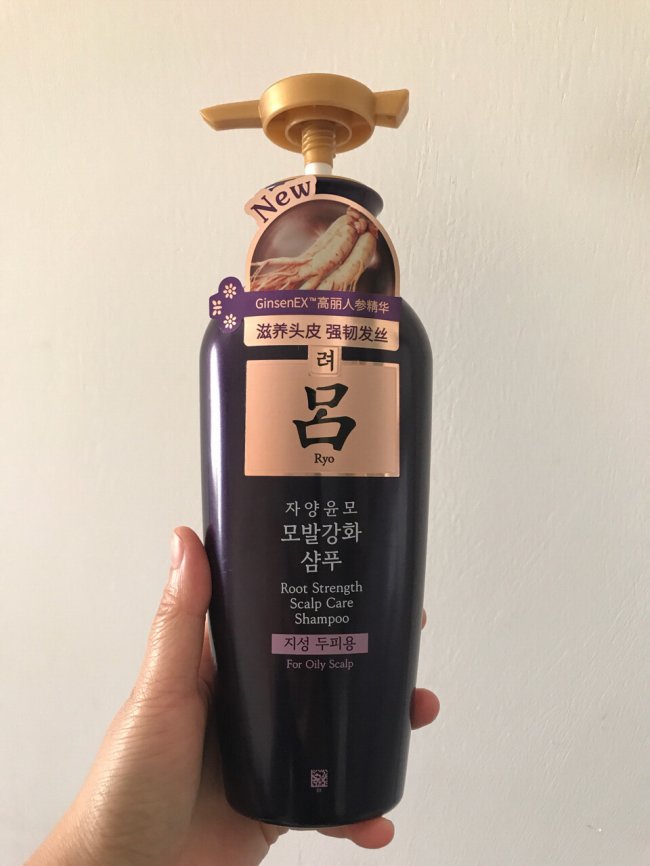 New
GinsenEX™高丽人参精华
滋养头皮 强韧发丝
려
呂
Ryo
자양윤모
모발강화
샴푸
Root Strength
Scalp Care
Shampoo
지성 두피용
For Oily Scalp